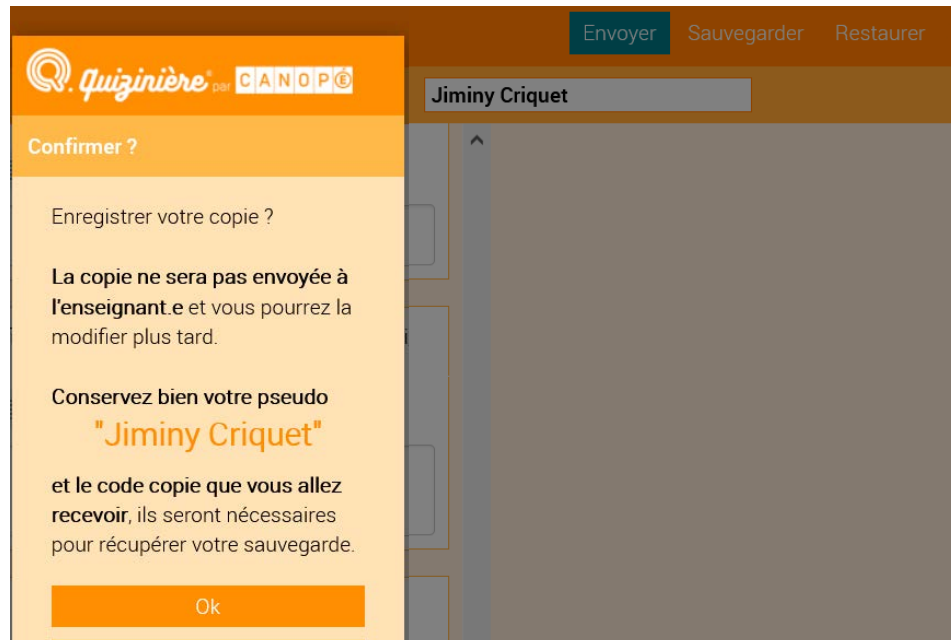 Envoyer Sauvegarder Restaurer
Quizinière par CANOPÉ
Jiminy Criquet
Confirmer ?
Enregistrer votre copie ?
La copie ne sera pas envoyée à
l'enseignant.e et vous pourrez la
modifier plus tard.
Conservez bien votre pseudo
"Jiminy Criquet"
et le code copie que vous allez
recevoir, ils seront nécessaires
pour récupérer votre sauvegarde.
Ok